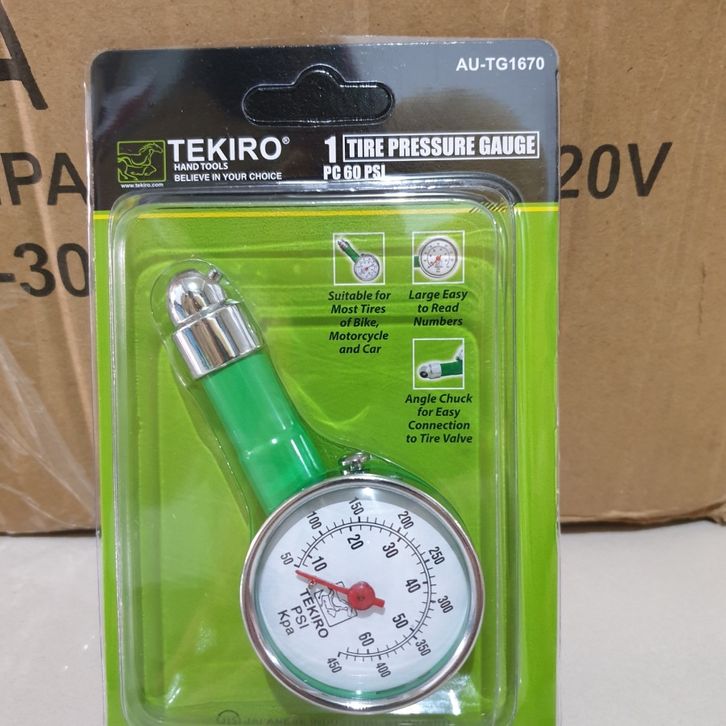 A
MPA
20V
-30
AU-TG1670
TEKIRO®
HAND TOOLS
BELIEVE IN YOUR CHOICE
www.tekiro.com
1 TIRE PRESSURE GAUGE
PC 60 PSI
Suitable for
Most Tires
of Bike,
Motorcycle
and Car
Large Easy
to Read
Numbers
Angle Chuck
for Easy
Connection
to Tire Valve
50 100 150 200 250 300 350 400 450
10 20 30 40 50 60
TEKIRO
PSI
Kpa